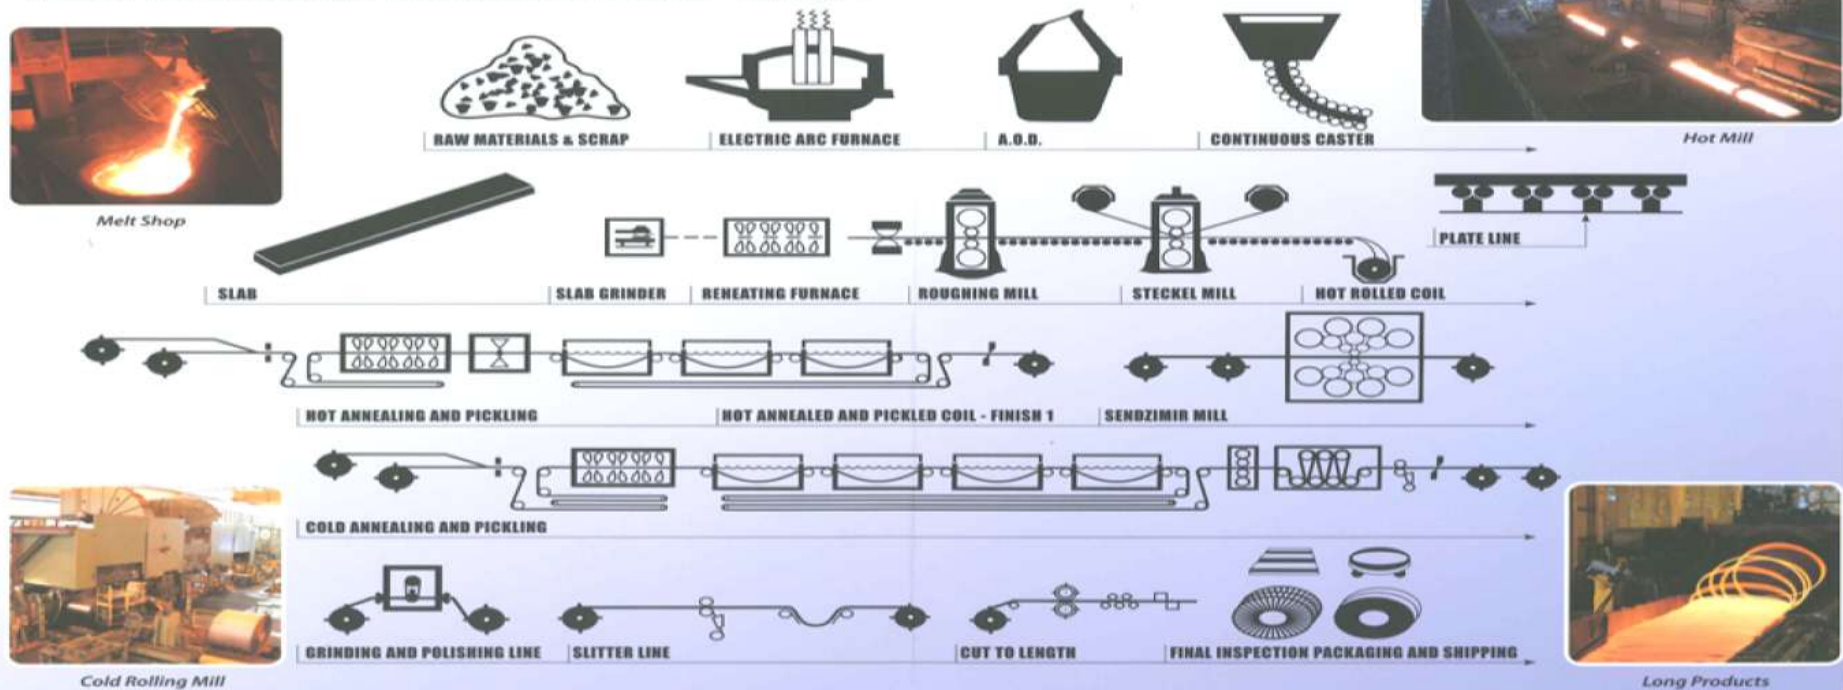 RAW MATERIALS & SCRAP
ELECTRIC ARC FURNACE
A.O.D.
CONTINUOUS CASTER
Hot Mill
Melt Shop
PLATE LINE
SLAB
SLAB GRINDER
REHEATING FURNACE
ROUGHING MILL
STECKEL MILL
HOT ROLLED COIL
HOT ANNEALING AND PICKLING
HOT ANNEALED AND PICKLED COIL - FINISH 1
SENDZIMIR MILL
COLD ANNEALING AND PICKLING
GRINDING AND POLISHING LINE
SLITTER LINE
CUT TO LENGTH
FINAL INSPECTION PACKAGING AND SHIPPING
Cold Rolling Mill
Long Products